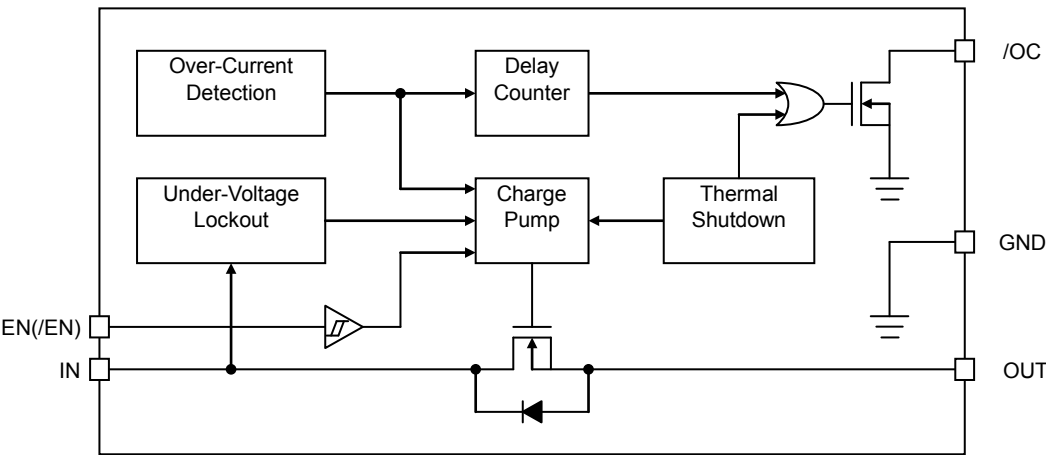 Over-Current
Detection
Delay
Counter
/OC
Under-Voltage
Lockout
Charge
Pump
Thermal
Shutdown
GND
EN(/EN)
IN
OUT